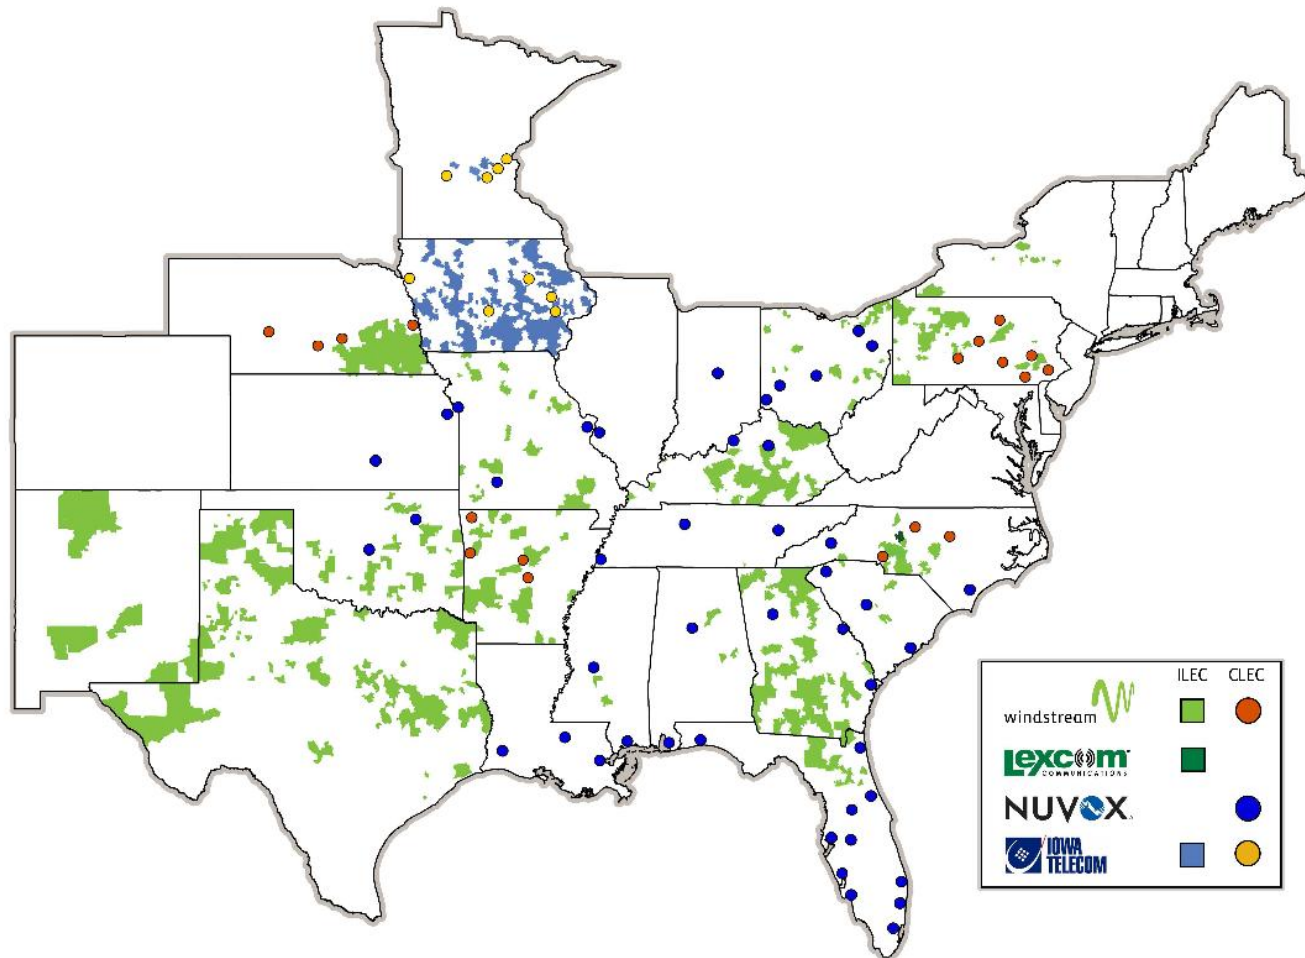 ILEC CLEC
windstream
Lexcom
COMMUNICATIONS
NUVOX
IOWA
TELECOM